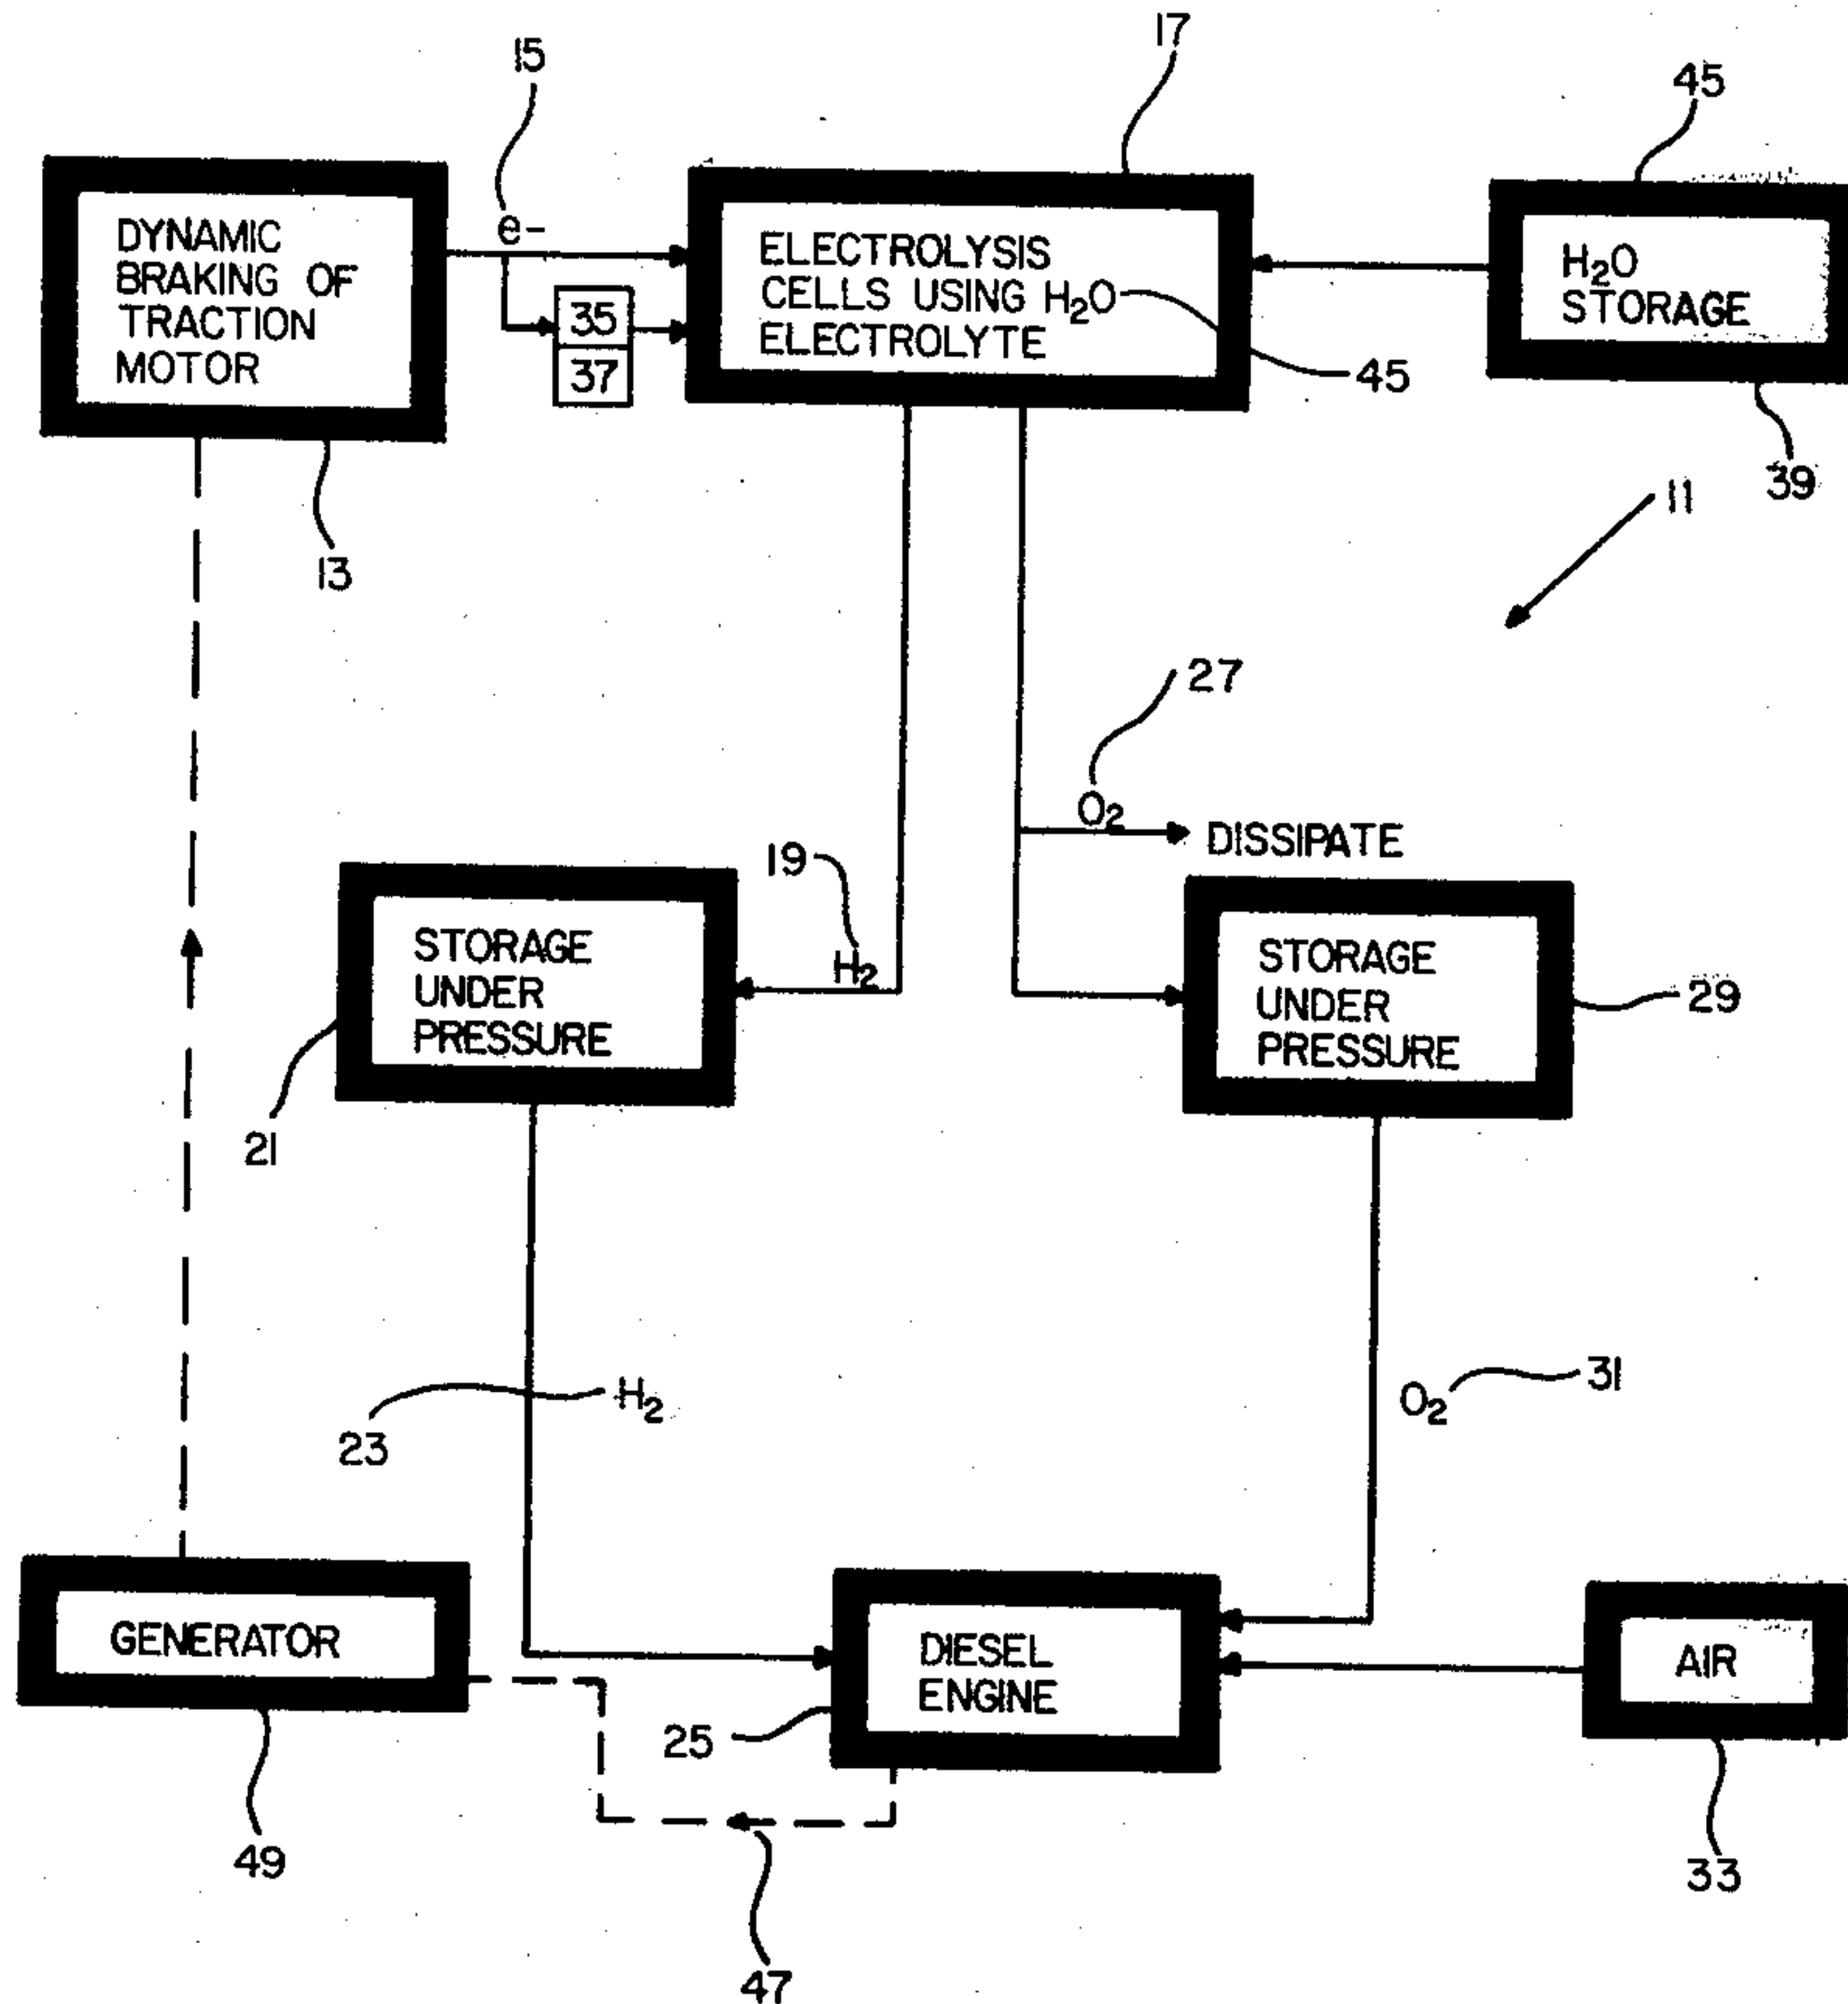 17
15
45
DYNAMIC
BRAKING OF
TRACTION
MOTOR
e-
35
37
ELECTROLYSIS
CELLS USING H₂O
ELECTROLYTE
45
H₂O
STORAGE
39
11
13
27
O₂
DISSIPATE
19
H₂
STORAGE
UNDER
PRESSURE
STORAGE
UNDER
PRESSURE
29
21
31
O₂
H₂
23
GENERATOR
DIESEL
ENGINE
AIR
25
49
33
47